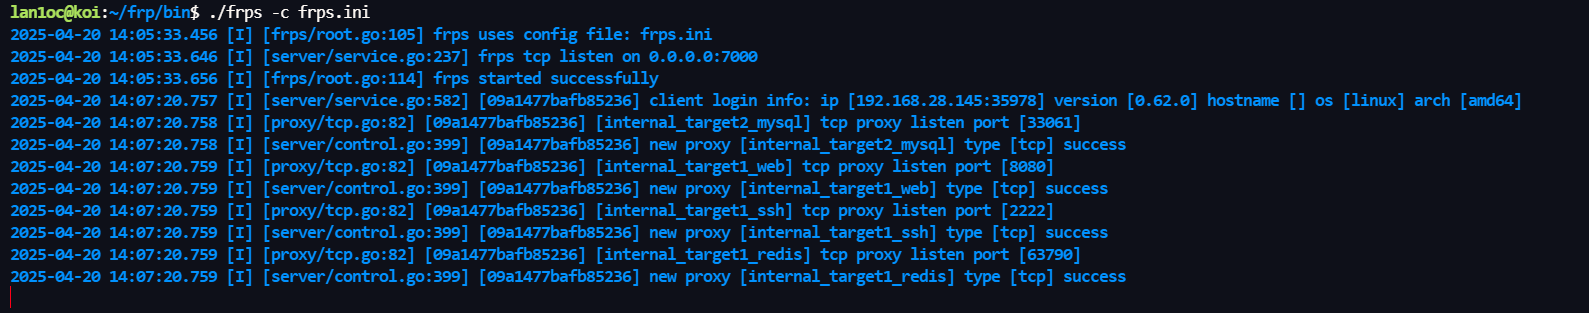 lan1oc@koi:~/frp/bin$ ./frps -c frps.ini
2025-04-20 14:05:33.456 [I] [frps/root.go:105] frps uses config file: frps.ini
2025-04-20 14:05:33.646 [I] [server/service.go:237] frps tcp listen on 0.0.0.0:7000
2025-04-20 14:05:33.656 [I] [frps/root.go:114] frps started successfully
2025-04-20 14:07:20.757 [I] [server/service.go:582] [09a1477bafb85236] client login info: ip [192.168.28.145:35978] version [0.62.0] hostname [] os [linux] arch [amd64]
2025-04-20 14:07:20.758 [I] [proxy/tcp.go:82] [09a1477bafb85236] [internal_target2_mysql] tcp proxy listen port [33061]
2025-04-20 14:07:20.758 [I] [server/control.go:399] [09a1477bafb85236] new proxy [internal_target2_mysql] type [tcp] success
2025-04-20 14:07:20.759 [I] [proxy/tcp.go:82] [09a1477bafb85236] [internal_target1_web] tcp proxy listen port [8080]
2025-04-20 14:07:20.759 [I] [server/control.go:399] [09a1477bafb85236] new proxy [internal_target1_web] type [tcp] success
2025-04-20 14:07:20.759 [I] [proxy/tcp.go:82] [09a1477bafb85236] [internal_target1_ssh] tcp proxy listen port [2222]
2025-04-20 14:07:20.759 [I] [server/control.go:399] [09a1477bafb85236] new proxy [internal_target1_ssh] type [tcp] success
2025-04-20 14:07:20.759 [I] [proxy/tcp.go:82] [09a1477bafb85236] [internal_target1_redis] tcp proxy listen port [63790]
2025-04-20 14:07:20.759 [I] [server/control.go:399] [09a1477bafb85236] new proxy [internal_target1_redis] type [tcp] success